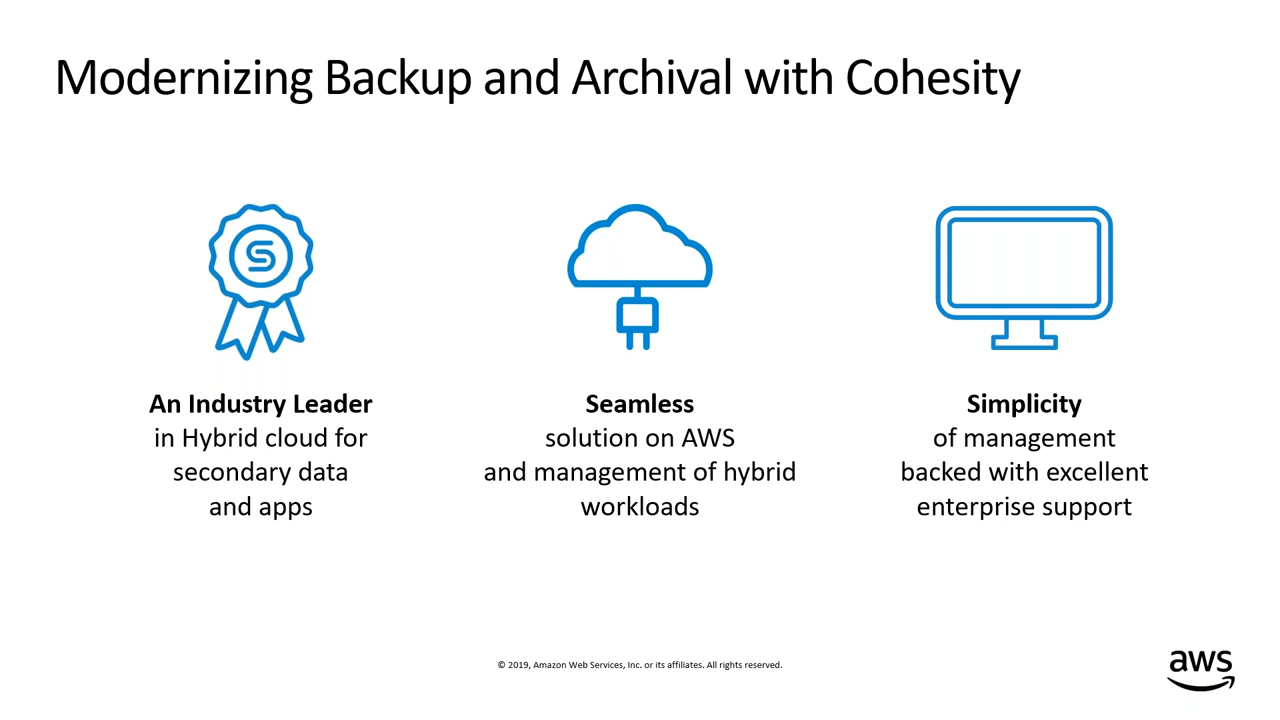 Modernizing Backup and Archival with Cohesity
S
An Industry Leader
in Hybrid cloud for
secondary data
and apps
Seamless
solution on AWS
and management of hybrid
workloads
Simplicity
of management
backed with excellent
enterprise support
© 2019, Amazon Web Services, Inc. or its affiliates. All rights reserved.
aws